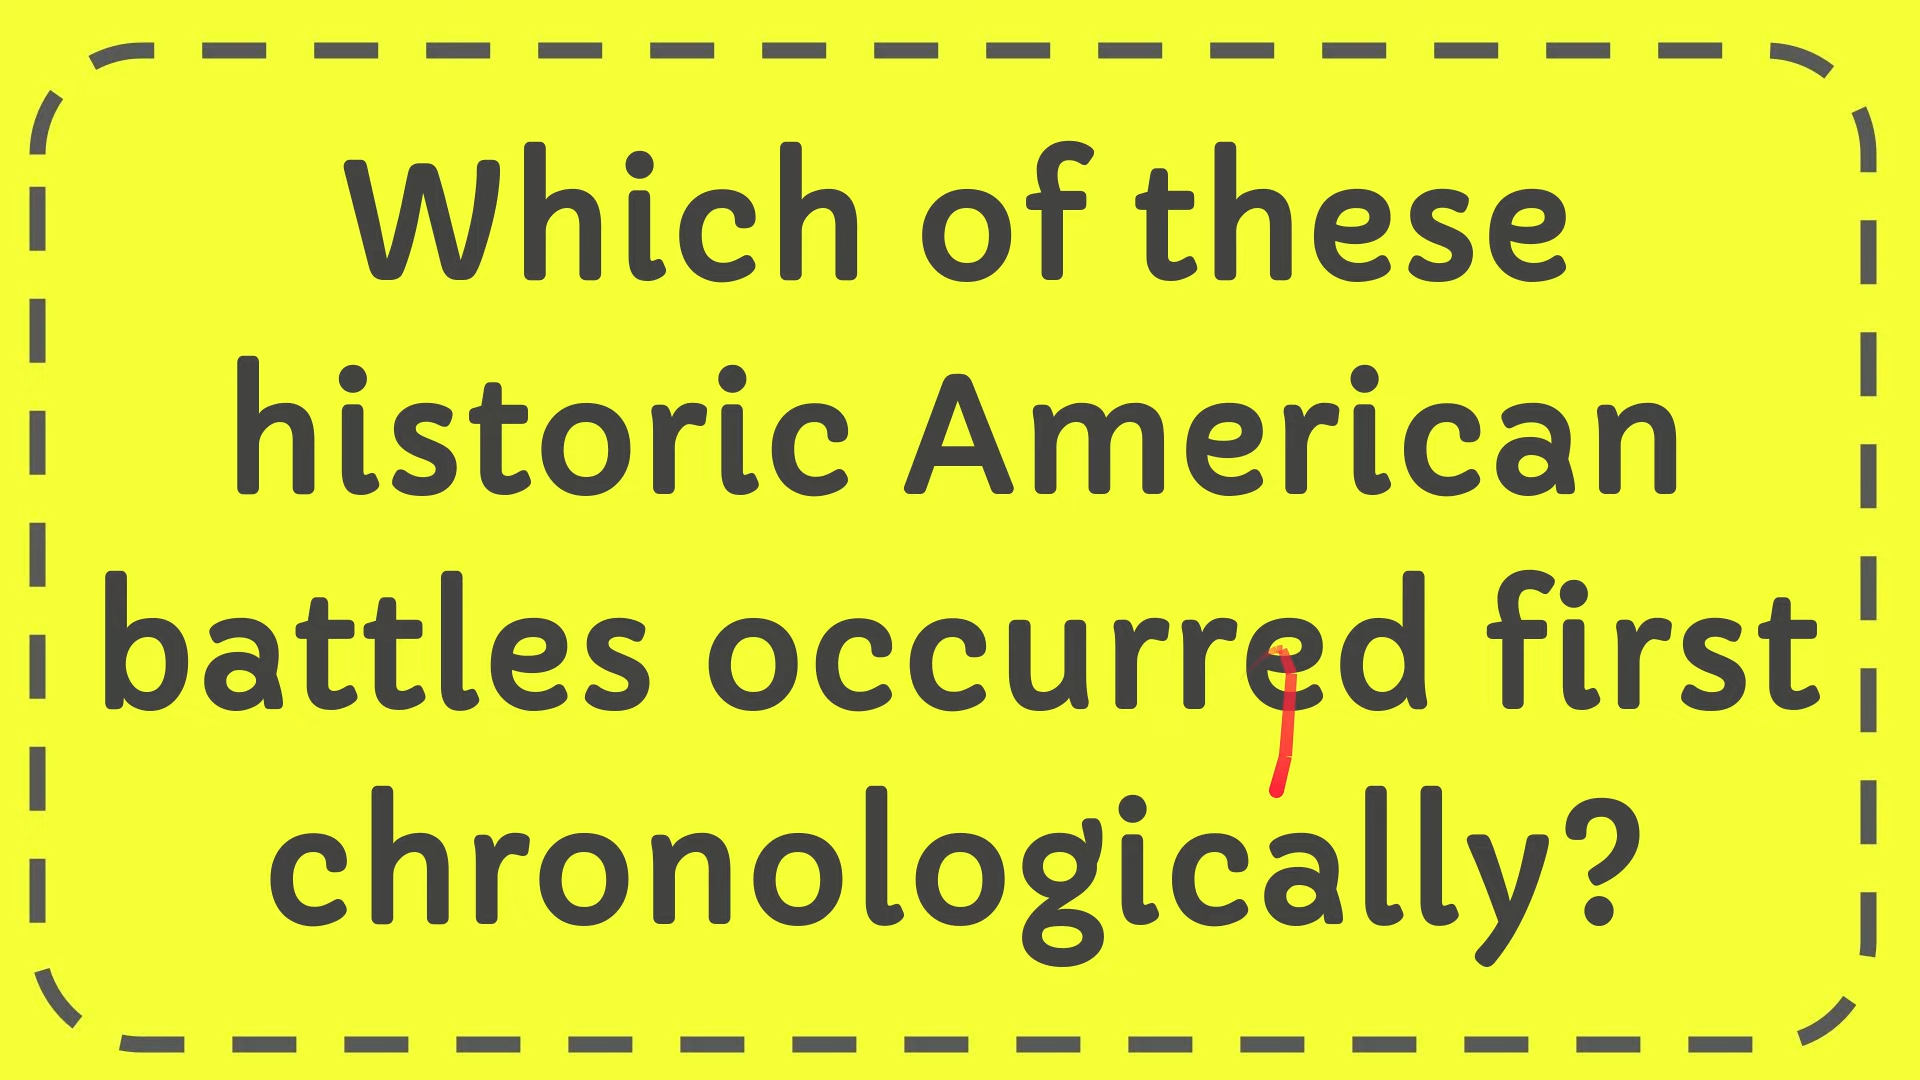 Which of these
historic American
battles occurred first
chronologically?